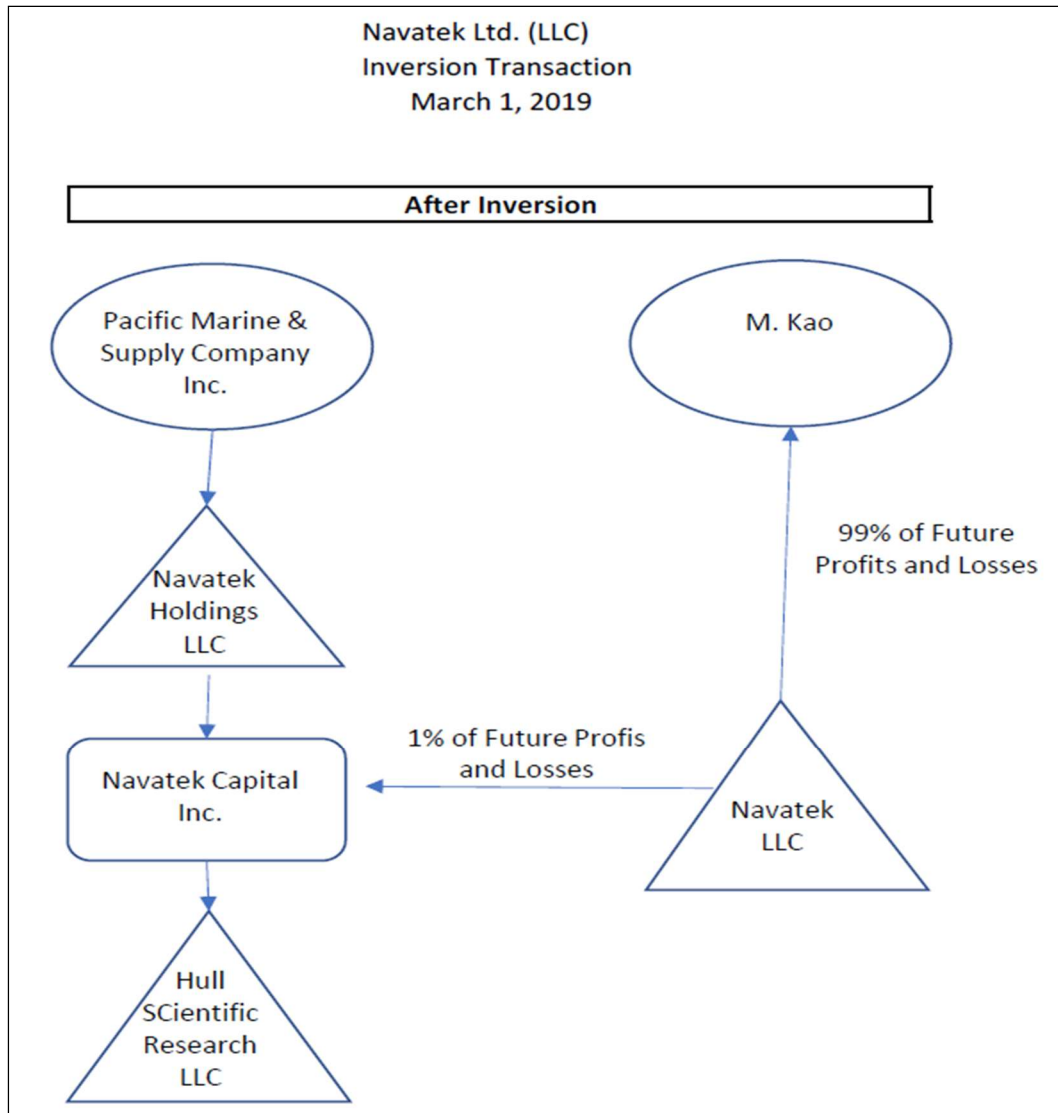 Navatek Ltd. (LLC)
Inversion Transaction
March 1, 2019
After Inversion
Pacific Marine &
Supply Company
Inc.
M. Kao
99% of Future
Profits and Losses
Navatek
Holdings
LLC
1% of Future Profis
and Losses
Navatek Capital
Inc.
Navatek
LLC
Hull
SCientific
Research
LLC